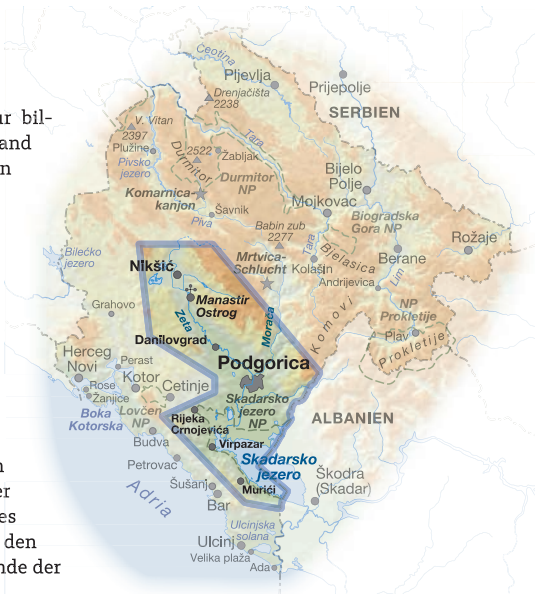 Ćeotina
Pljevlja
Prijepolje
Drenjačišta
2238
SERBIEN
ur bil-
and
n
V. Vitan
2397
Plužine
Pivsko
jezero
2522
Žabljak
Durmitor
Durmitor
NP
Tara
Bijelo
Polje
Komarnica-
kanjon
Šavnik
Piva
Mojkovac
Biogradska
Gora NP
Babin zub
2277
Rožaje
Tara
Bjelasica
Berane
Bilećko
jezero
Nikšić
Mrtvica-
Schlucht
Kolašin
Andrijevica
Lim
Manastir
Ostrog
Grahovo
Zeta
Morača
Komovi
NP
Prokletije
Plav
Prokletije
Danilovgrad
Herceg
Novi
Perast
Podgorica
Kotor
Cetinje
Rose
Žanjice
Boka
Kotorska
Lovćen
NP
Skadarsko
jezero
NP
Rijeka
Crnojevića
ALBANIEN
Budva
Virpazar
Petrovac
Skadarsko
jezero
Škodra
(Skadar)
Šušanj
Murići
Bar
Adria
Ulcinjska
solana
Ulcinj
Velika plaža
Ada
n
er
es
den
nde der